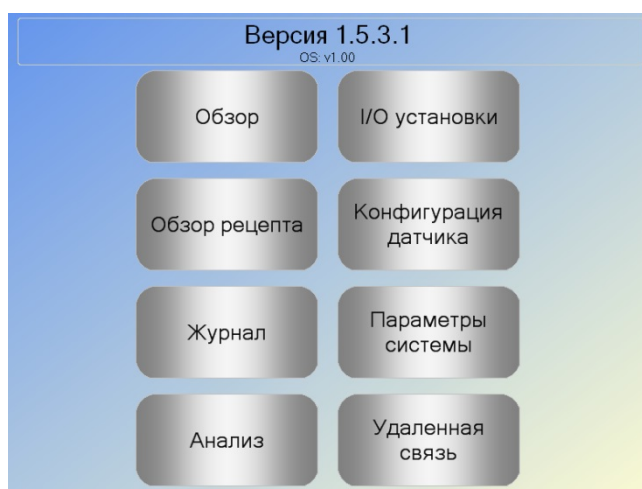 Версия 1.5.3.1
OS: v1.00
Обзор
I/O установки
Обзор рецепта
Конфигурация
датчика
Журнал
Параметры
системы
Анализ
Удаленная
связь